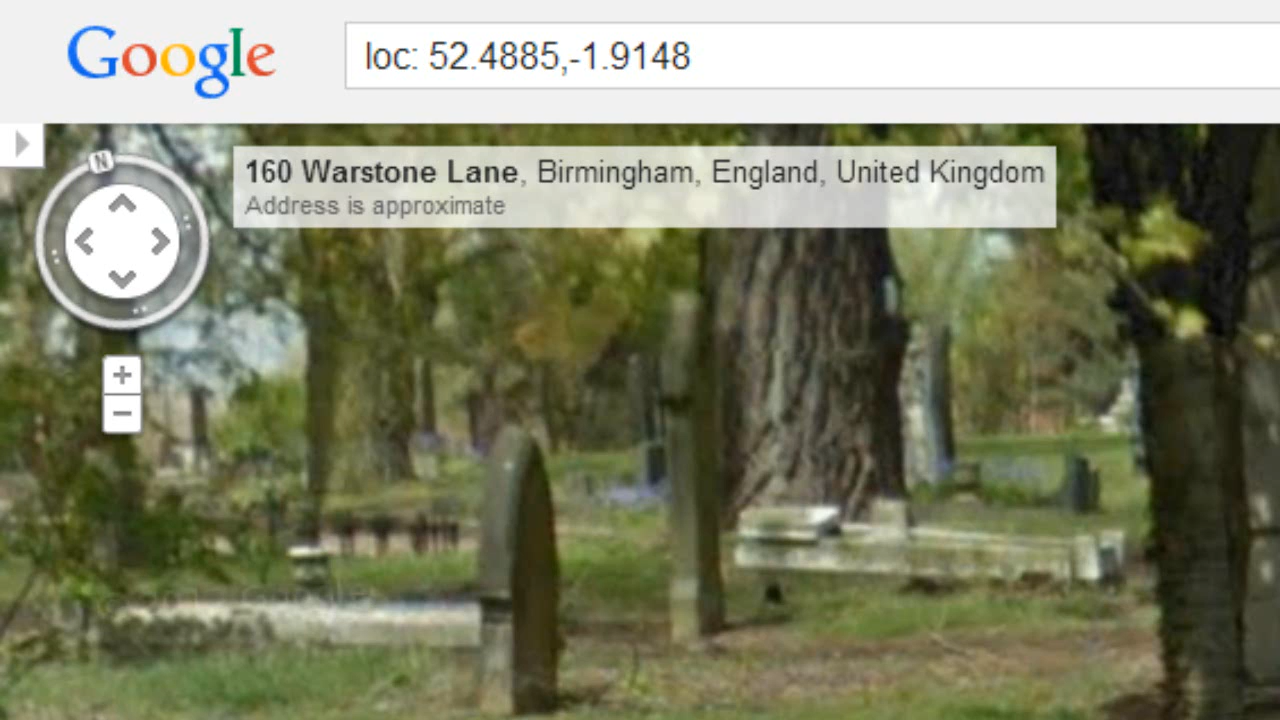 Google
loc: 52.4885,-1.9148
N
160 Warstone Lane, Birmingham, England, United Kingdom
Address is approximate